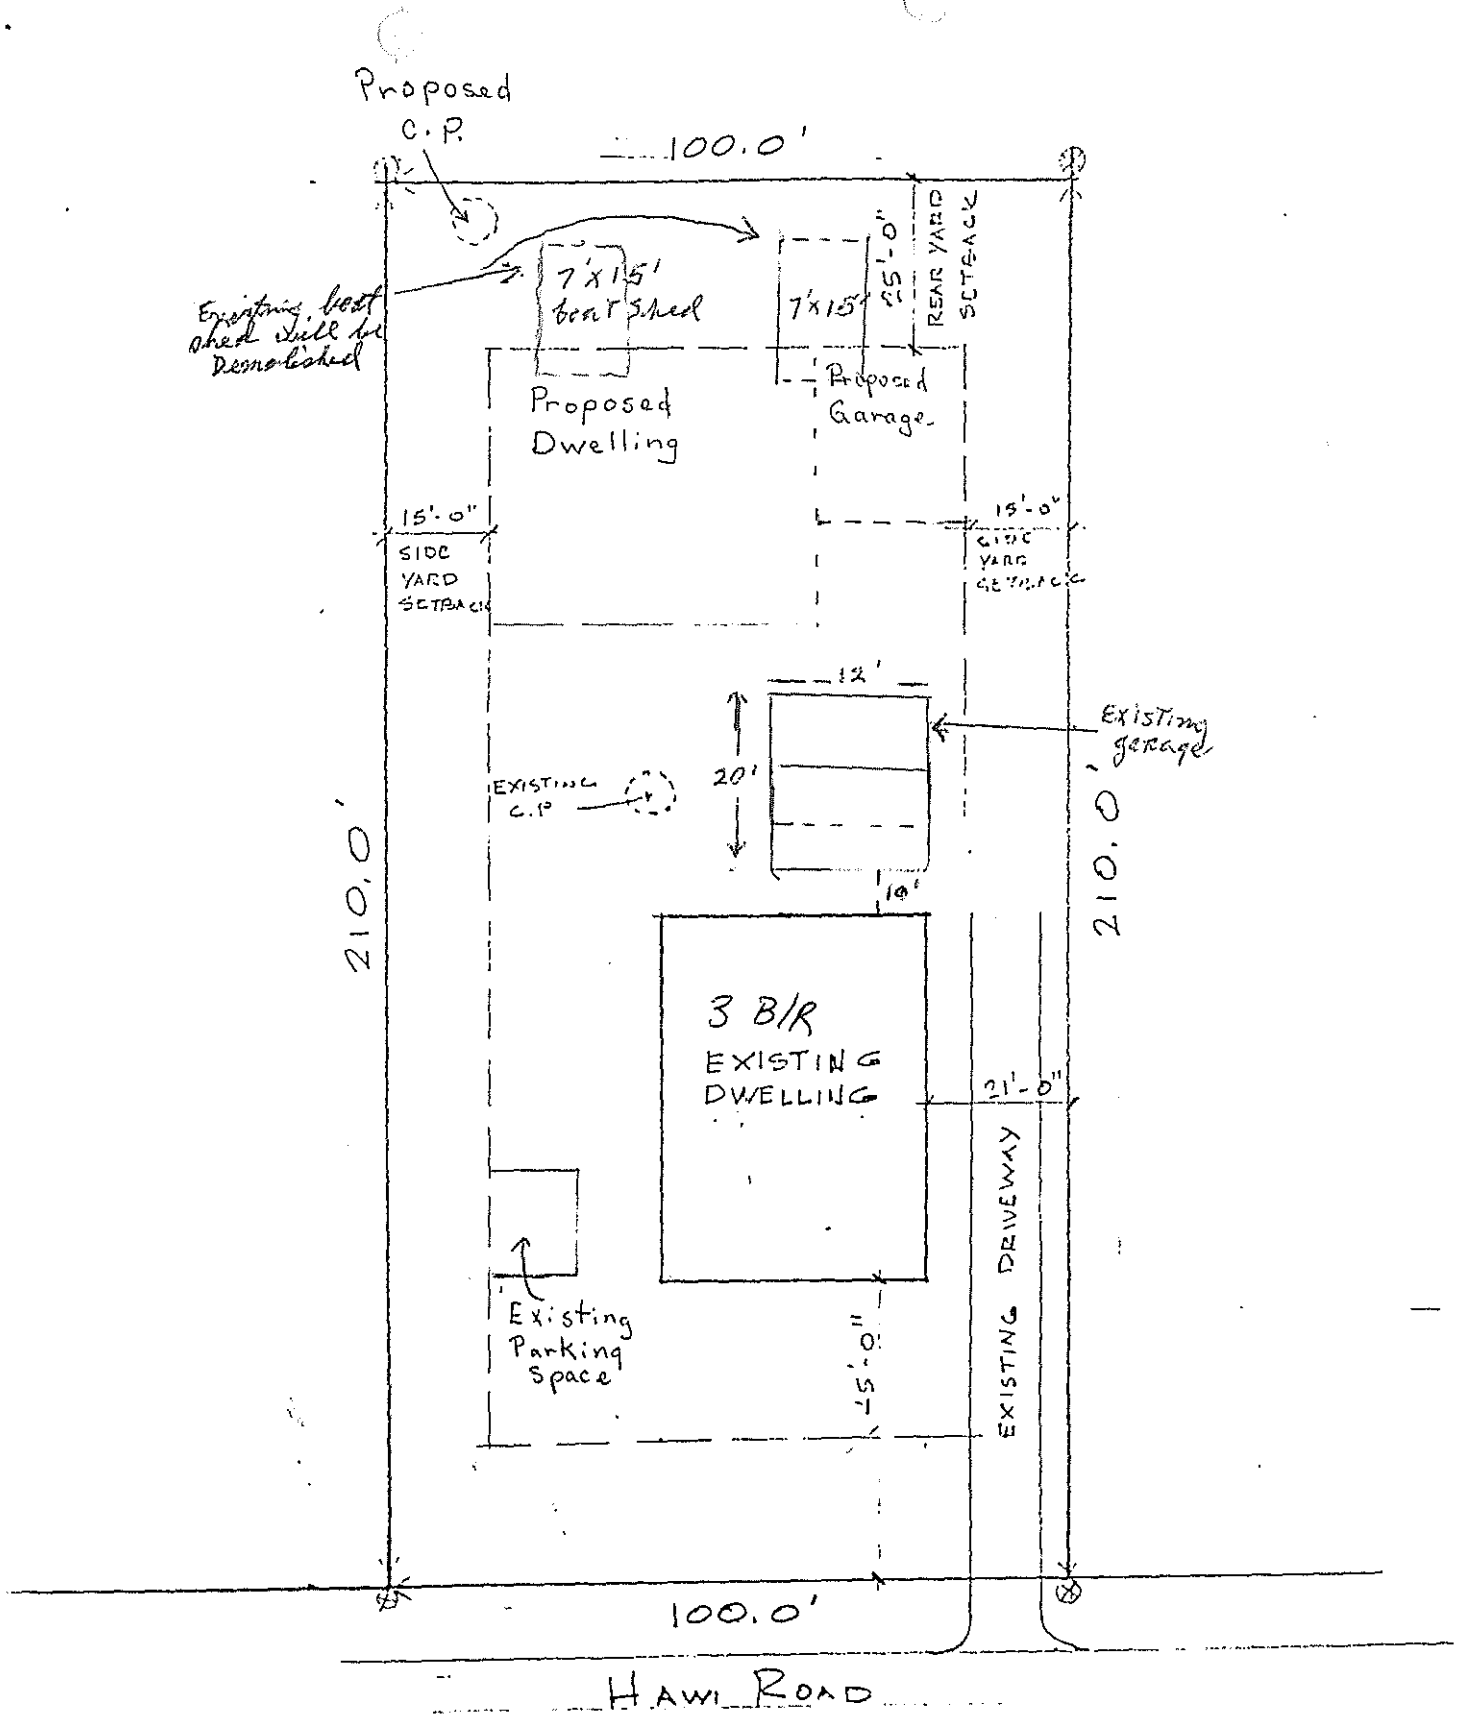 Proposed
C.P.
100.0'
25'-0"
REAR YARD
SETBACK
7'x15'
boat shed
7'x15'
Existing boat
shed will be
Demolished
Proposed
Dwelling
Proposed
Garage
15'-0"
SIDE
YARD
SETBACK
15'-0"
SIDE
YARD
SETBACK
12'
20'
Existing
garage
EXISTING
C.P
10'
210.0'
210.0'
3 B/R
EXISTING
DWELLING
21'-0"
EXISTING DRIVEWAY
Existing
Parking
Space
100.0'
HAWI ROAD